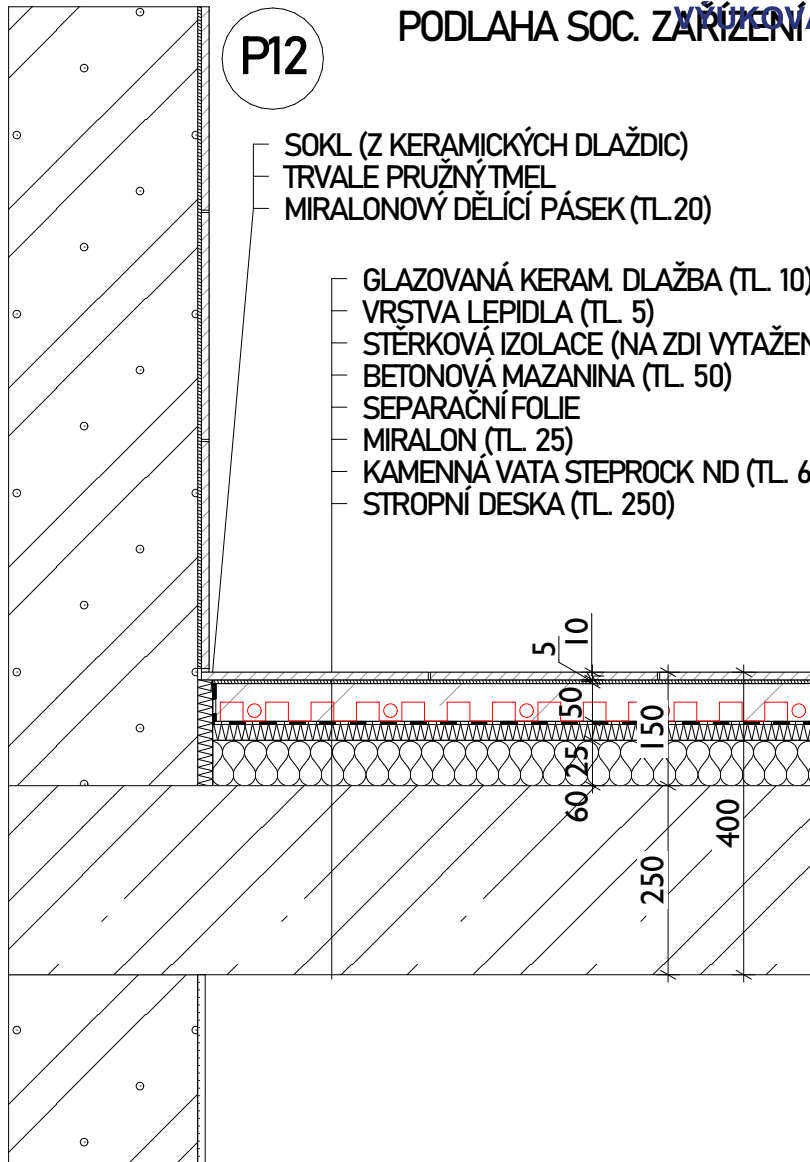 P12
PODLAHA SOC. ZAŘÍZENÍ
SOKL (Z KERAMICKÝCH DLAŽDIC)
TRVALE PRUŽNÝ TMEL
MIRALONOVÝ DĚLÍCÍ PÁSEK (TL.20)
GLAZOVANÁ KERAM. DLAŽBA (TL. 10)
VRSTVA LEPIDLA (TL. 5)
STĚRKOVÁ IZOLACE (NA ZDI VYTAŽEN
BETONOVÁ MAZANINA (TL. 50)
SEPARAČNÍ FOLIE
MIRALON (TL. 25)
KAMENNÁ VATA STEPROCK ND (TL. 6
STROPNÍ DESKA (TL. 250)
5
10
50
25
60
150
250
400